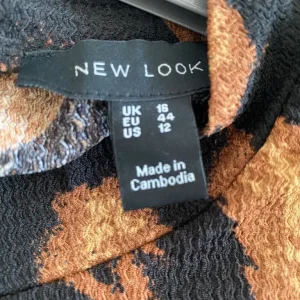 NEW LOOK
UK 16
EU 44
US 12
Made in
Cambodia